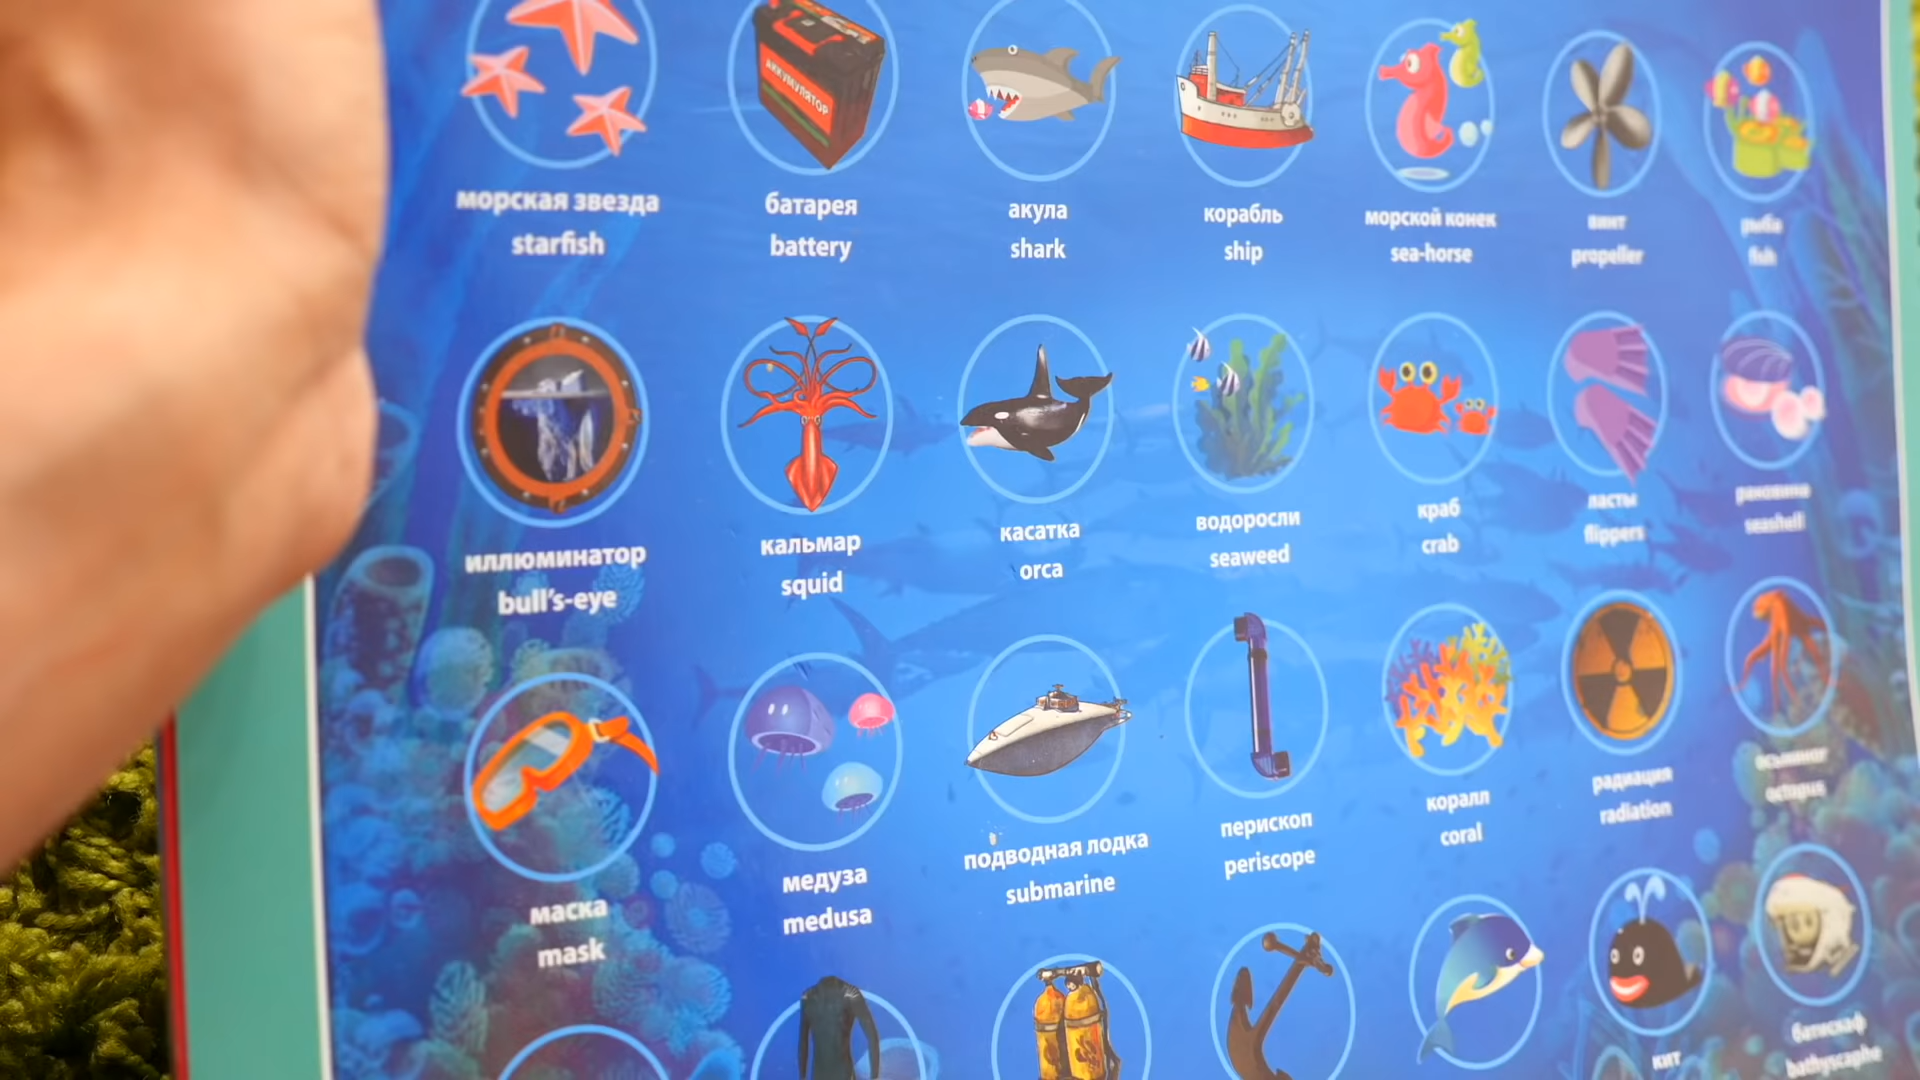 АККУМУЛЯТОР
морская звезда
starfish
батарея
battery
акула
shark
корабль
ship
морской конек
sea-horse
винт
propeller
рыба
fish
иллюминатор
bull's-eye
кальмар
squid
касатка
orca
водоросли
seaweed
краб
crab
ласты
flippers
раковина
seashell
маска
mask
медуза
medusa
подводная лодка
submarine
перископ
periscope
коралл
coral
радиация
radiation
осьминог
octopus
кит
батискаф
bathyscaphe